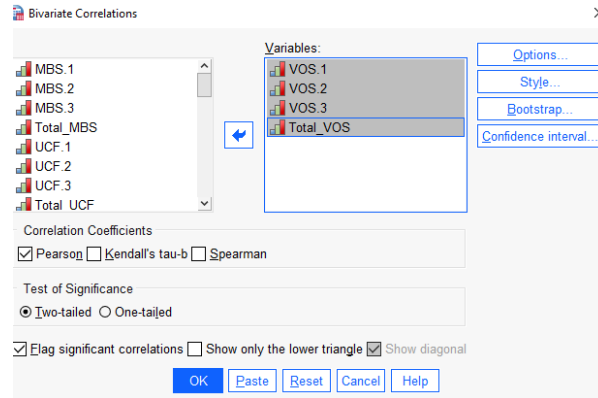 Bivariate Correlations
Variables:
MBS.1
MBS.2
MBS.3
Total_MBS
UCF.1
UCF.2
UCF.3
Total UCF
VOS.1
VOS.2
VOS.3
Total_VOS
Options...
Style...
Bootstrap...
Confidence interval...
Correlation Coefficients
Pearson Kendall's tau-b Spearman
Test of Significance
Two-tailed One-tailed
Flag significant correlations Show only the lower triangle Show diagonal
OK Paste Reset Cancel Help